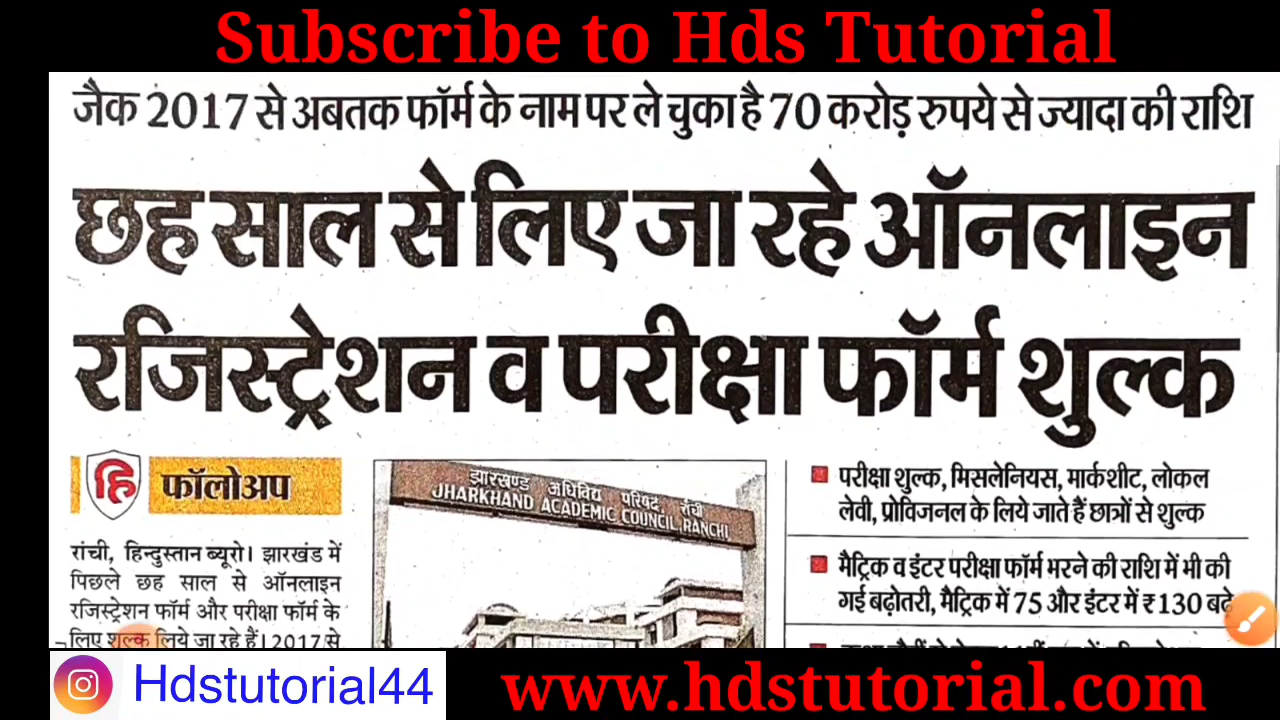 Subscribe to Hds Tutorial
जैक 2017 से अबतक फॉर्म के नाम पर ले चुका है 70 करोड़ रुपये से ज्यादा की राशि
छह साल से लिए जा रहे ऑनलाइन
रजिस्ट्रेशन व परीक्षा फॉर्म शुल्क
हि फॉलोअप
रांची, हिन्दुस्तान ब्यूरो। झारखंड में
पिछले छह साल से ऑनलाइन
रजिस्ट्रेशन फॉर्म और परीक्षा फॉर्म के
लिए शुल्क लिये जा रहे हैं। 2017 से
झारखण्ड अधिविद्य परिषद, राँची
JHARKHAND ACADEMIC COUNCIL, RANCHI
परीक्षा शुल्क, मिसलेनियस, मार्कशीट, लोकल
लेवी, प्रोविजनल के लिये जाते हैं छात्रों से शुल्क
मैट्रिक व इंटर परीक्षा फॉर्म भरने की राशि में भी की
गई बढ़ोतरी, मैट्रिक में 75 और इंटर में ₹130 बढ़े
Hdstutorial44
www.hdstutorial.com